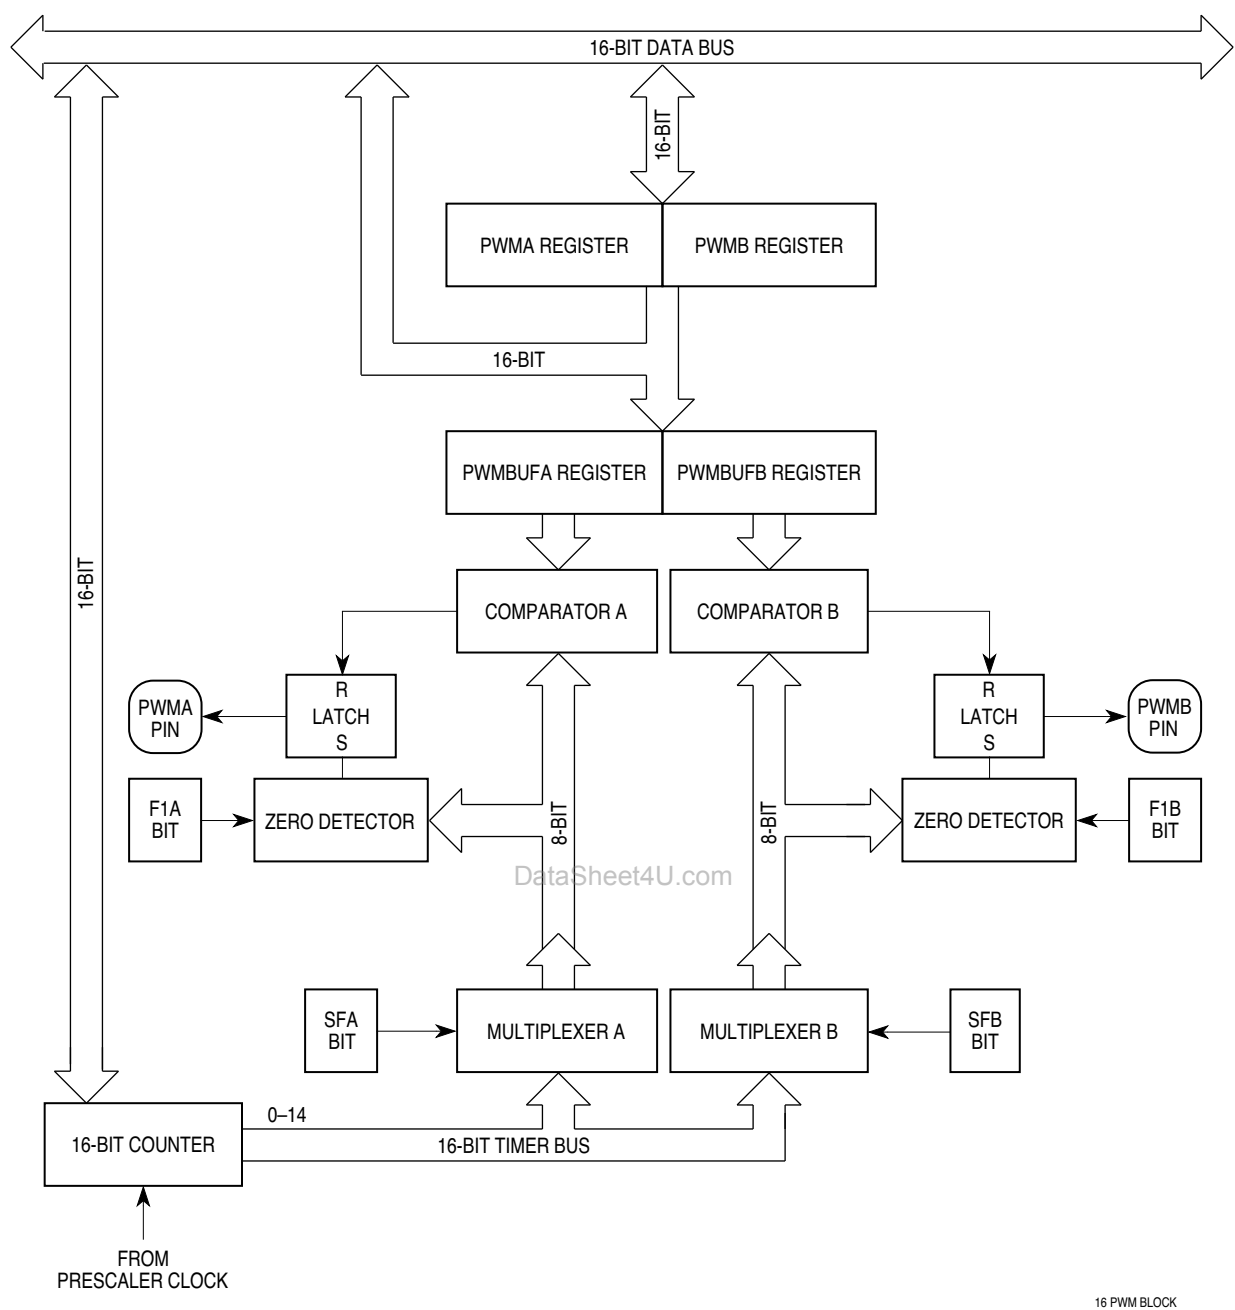 16-BIT DATA BUS
16-BIT
PWMA REGISTER
PWMB REGISTER
16-BIT
PWMBUFA REGISTER
PWMBUFB REGISTER
16-BIT
COMPARATOR A
COMPARATOR B
R
LATCH
S
R
LATCH
S
PWMA
PIN
PWMB
PIN
F1A
BIT
ZERO DETECTOR
8-BIT
8-BIT
ZERO DETECTOR
F1B
BIT
DataSheet4U.com
SFA
BIT
MULTIPLEXER A
MULTIPLEXER B
SFB
BIT
0–14
16-BIT COUNTER
16-BIT TIMER BUS
FROM
PRESCALER CLOCK
16 PWM BLOCK